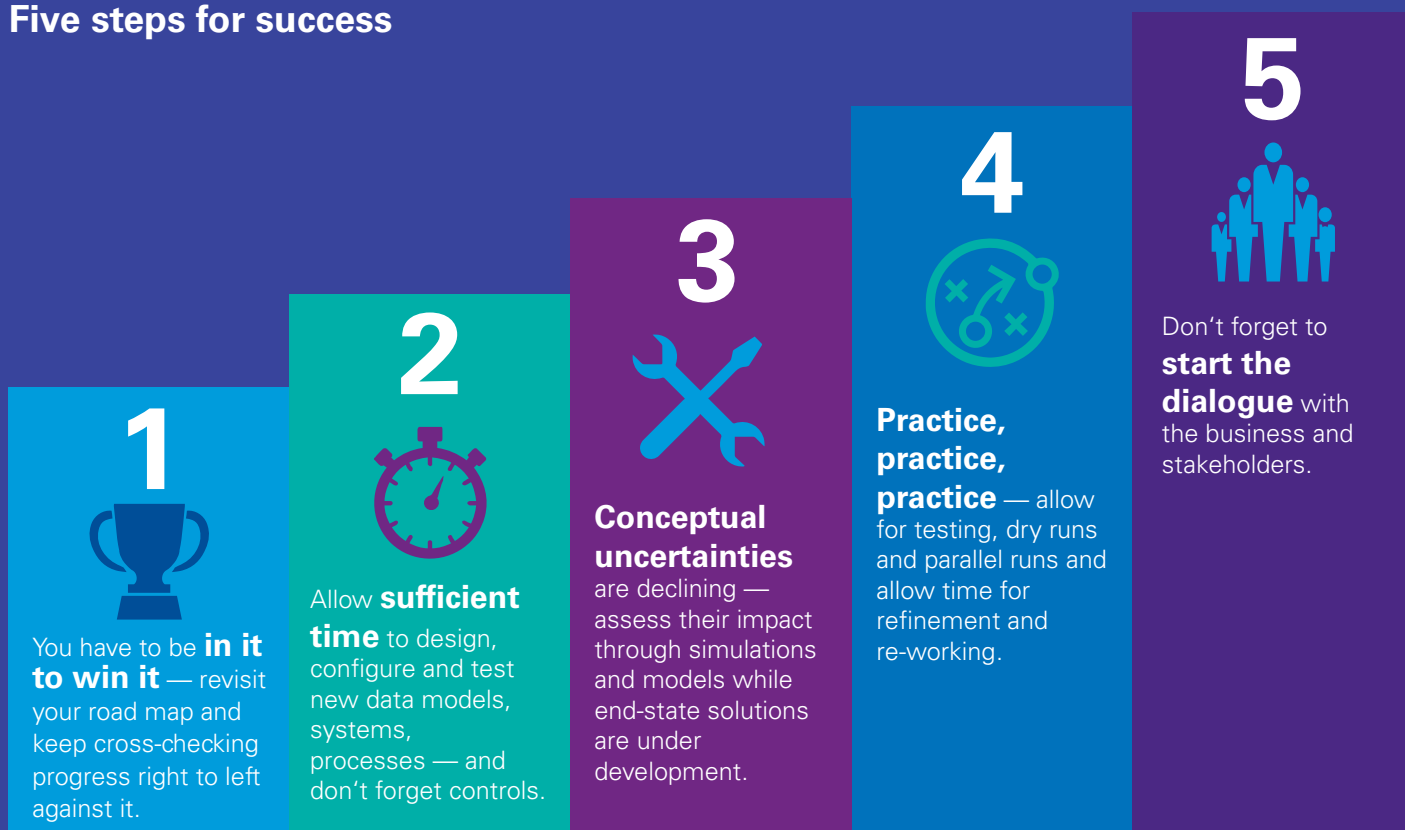 Five steps for success
1
You have to be in it
to win it — revisit
your road map and
keep cross-checking
progress right to left
against it.
2
Allow sufficient
time to design,
configure and test
new data models,
systems,
processes — and
don't forget controls.
3
Conceptual
uncertainties
are declining —
assess their impact
through simulations
and models while
end-state solutions
are under
development.
4
Practice,
practice,
practice — allow
for testing, dry runs
and parallel runs and
allow time for
refinement and
re-working.
5
Don't forget to
start the
dialogue with
the business and
stakeholders.